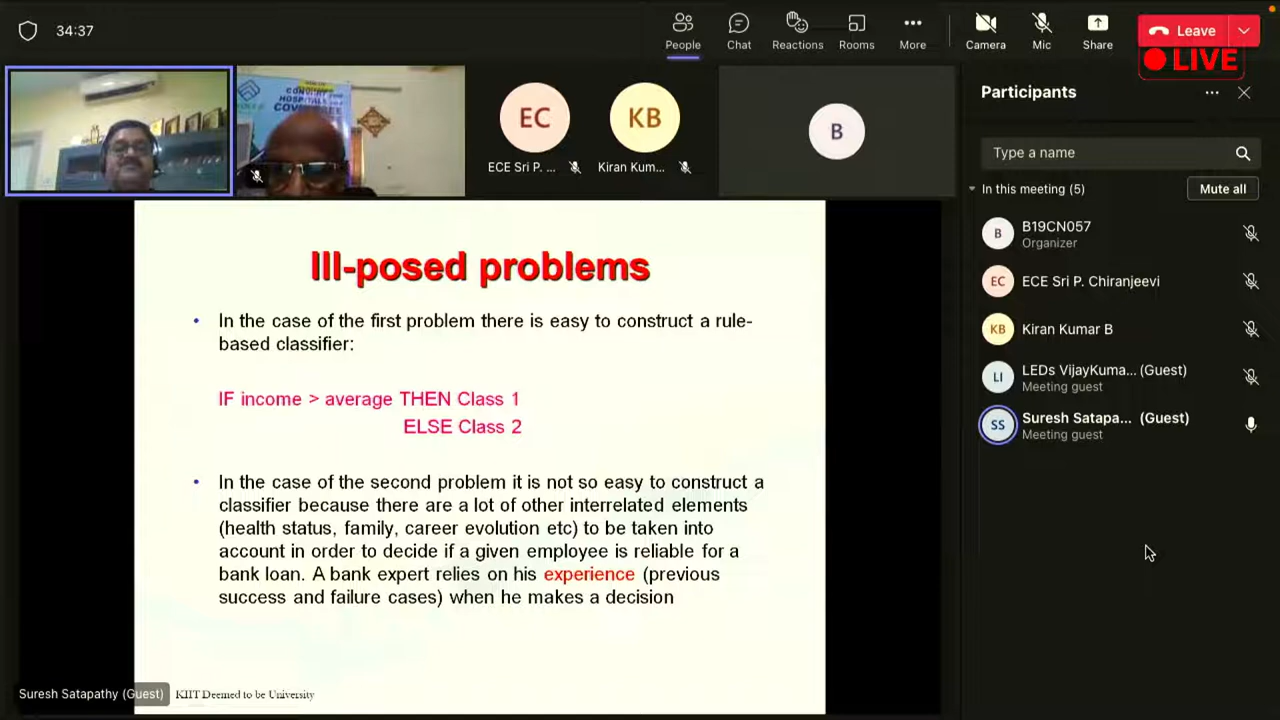 34:37
People
Chat
Reactions
Rooms
More
Camera
Mic
Share
Leave
LIVE
CONVERT
HOSPITALS
COV
EC
ECE Sri P. ...
KB
Kiran Kum...
B
Participants
Type a name
In this meeting (5)
Mute all
B
B19CN057
Organizer
EC
ECE Sri P. Chiranjeevi
KB
Kiran Kumar B
LI
LEDs VijayKuma... (Guest)
Meeting guest
SS
Suresh Satapa... (Guest)
Meeting guest
Ill-posed problems
• In the case of the first problem there is easy to construct a rule-
based classifier:
IF income > average THEN Class 1
ELSE Class 2
• In the case of the second problem it is not so easy to construct a
classifier because there are a lot of other interrelated elements
(health status, family, career evolution etc) to be taken into
account in order to decide if a given employee is reliable for a
bank loan. A bank expert relies on his experience (previous
success and failure cases) when he makes a decision
Suresh Satapathy (Guest)
KIIT Deemed to be University